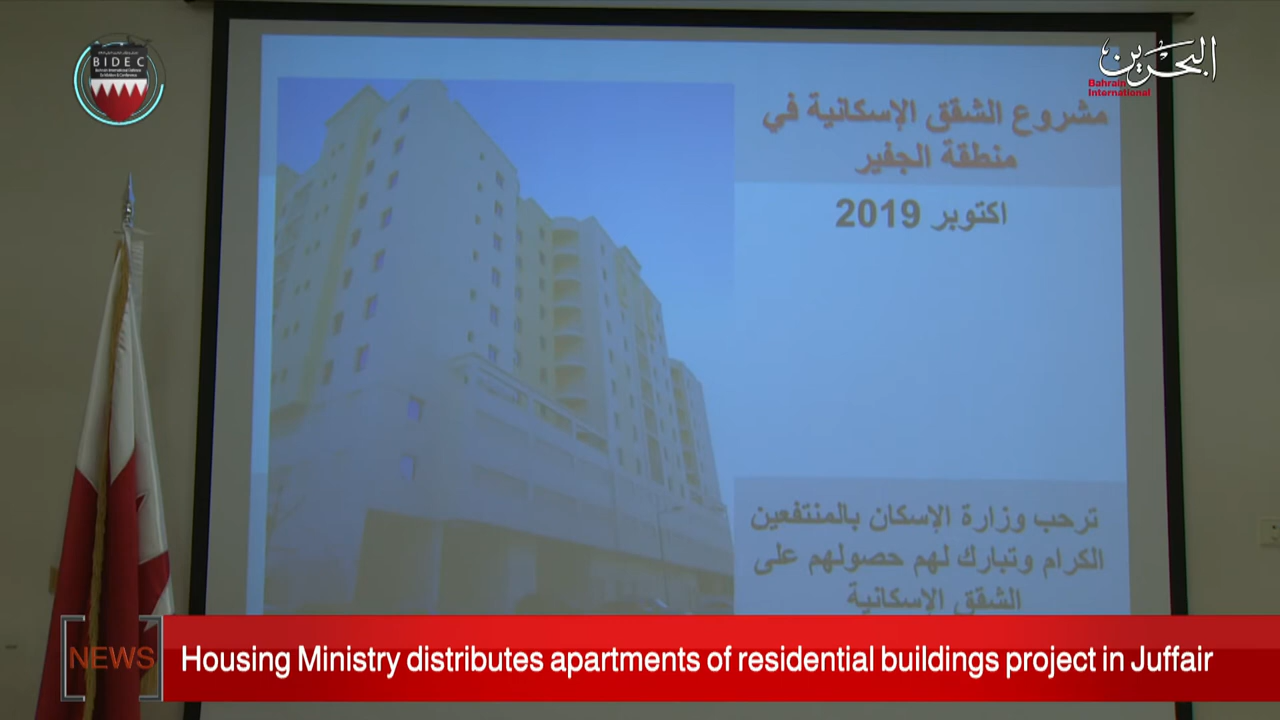 BIDEC
البحرين
Bahrain
International
مشروع الشقق الإسكانية في
منطقة الجفير
اكتوبر 2019
ترحب وزارة الإسكان بالمنتفعين
الكرام وتبارك لهم حصولهم على
الشقق الإسكانية
NEWS
Housing Ministry distributes apartments of residential buildings project in Juffair